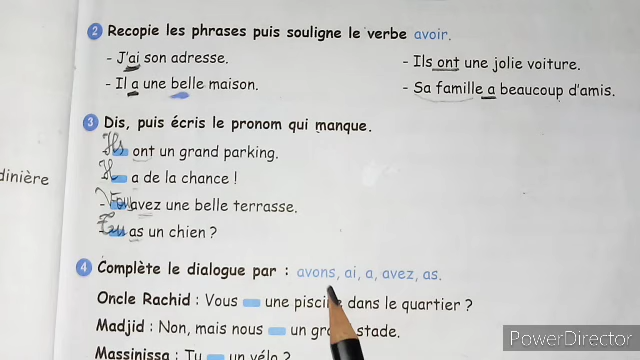 2 Recopie les phrases puis souligne le verbe avoir.
- J'ai son adresse.
- Il a une belle maison.
- Ils ont une jolie voiture.
- Sa famille a beaucoup d'amis.
3 Dis, puis écris le pronom qui manque.
Ils ont un grand parking.
Il a de la chance !
dinière
- Vous avez une belle terrasse.
- Tu as un chien ?
4 Complète le dialogue par : avons, ai, a, avez, as.
Oncle Rachid : Vous une piscine dans le quartier ?
Madjid : Non, mais nous un grand stade.
Massinissa : Tu un vélo ?
PowerDirector